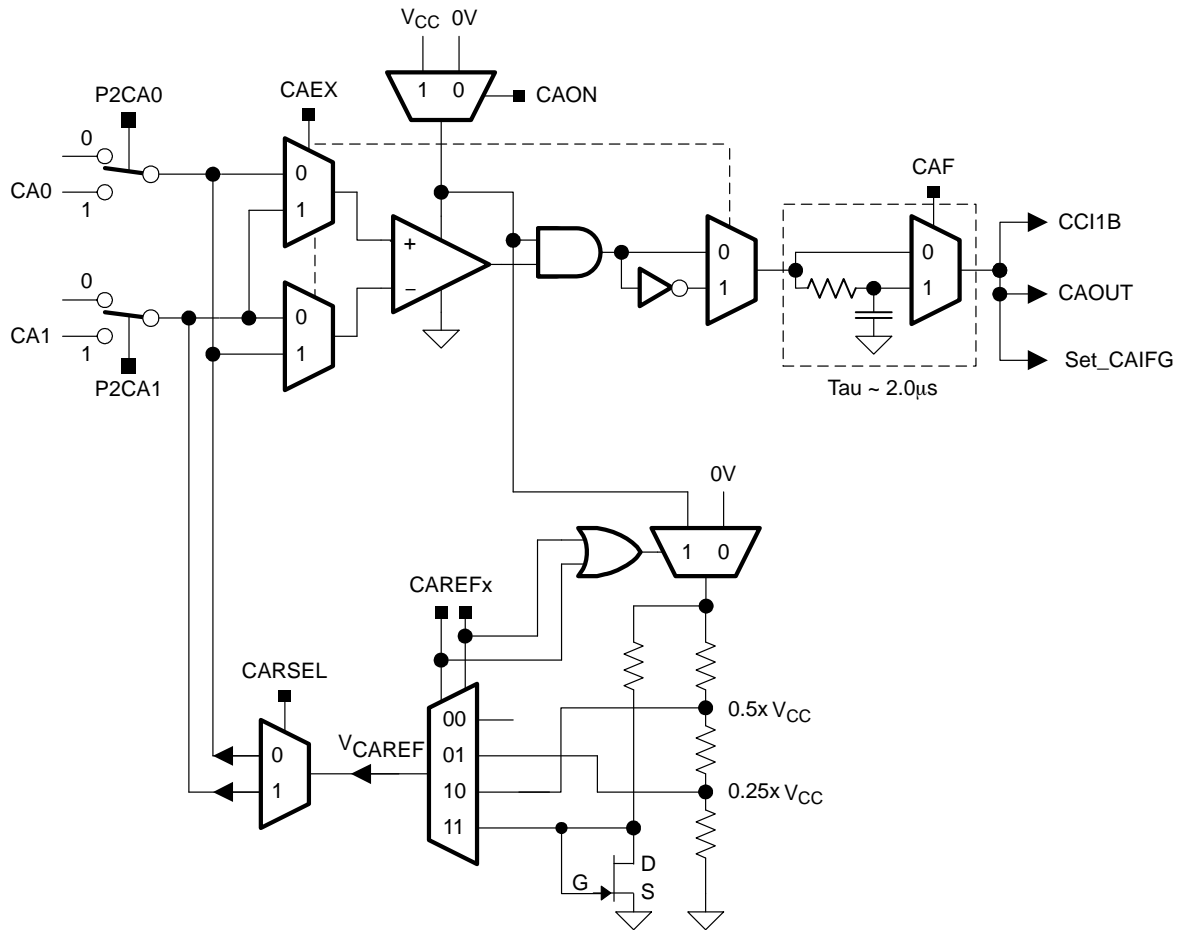 VCC 0V
1 0
CAON
P2CA0
CAEX
0
CA0
1
0
1
CAF
0
CA1
1
P2CA1
+
−
0
1
0
1
0
1
CCI1B
CAOUT
Set_CAIFG
Tau ~ 2.0μs
0V
1 0
CAREFx
CARSEL
0
1
VCAREF
00
01
10
11
0.5x VCC
0.25x VCC
D
G
S